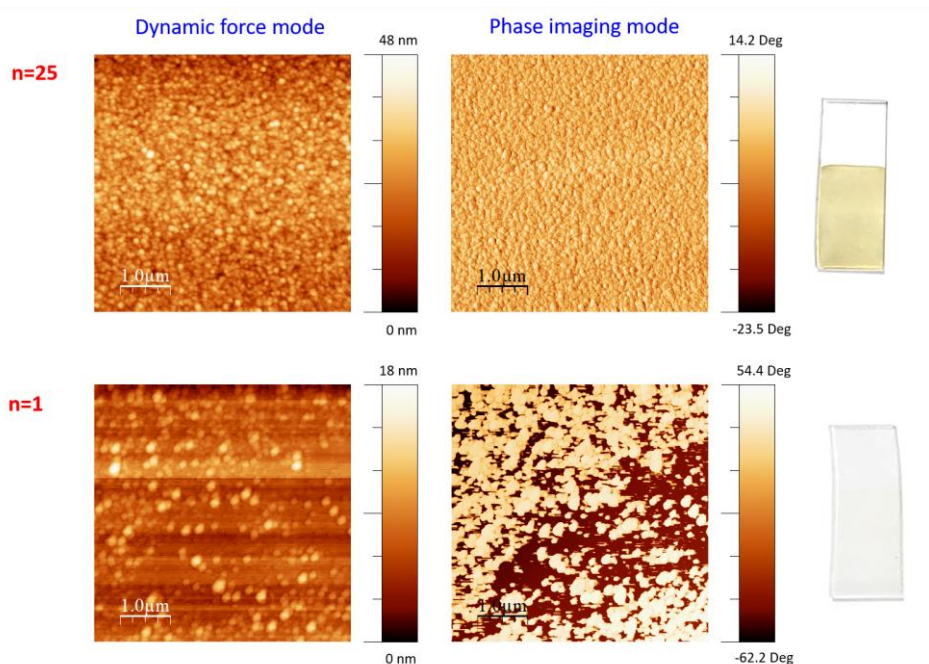 Dynamic force mode
Phase imaging mode
n=25
48 nm
14.2 Deg
1.0µm
1.0µm
0 nm
-23.5 Deg
n=1
18 nm
54.4 Deg
1.0µm
1.0µm
0 nm
-62.2 Deg